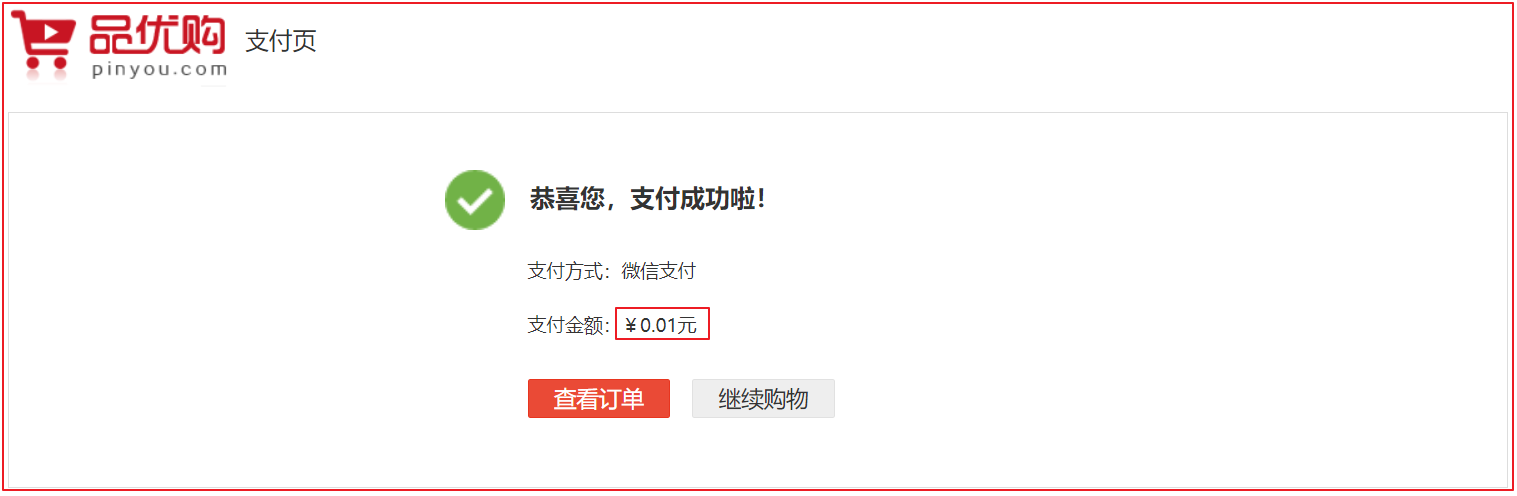 品优购 支付页
pinyou.com
恭喜您，支付成功啦！
支付方式：微信支付
支付金额：￥0.01元
查看订单 继续购物